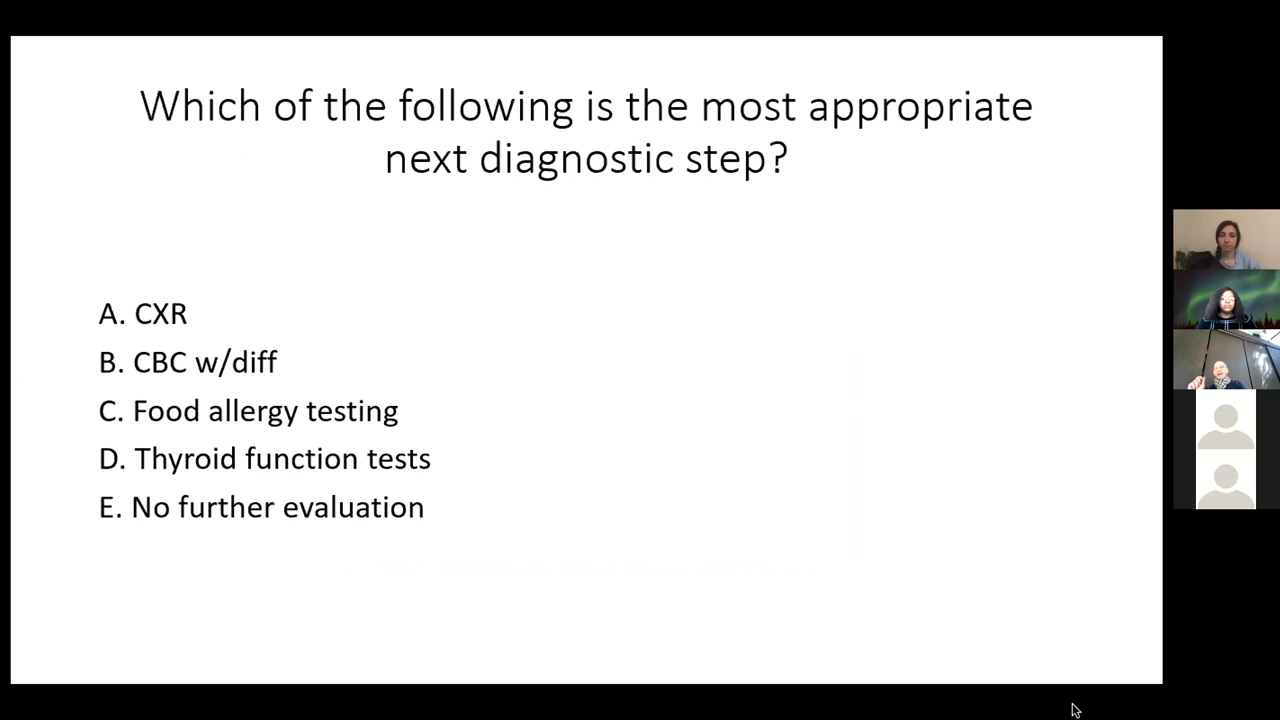 Which of the following is the most appropriate
next diagnostic step?
A. CXR
B. CBC w/diff
C. Food allergy testing
D. Thyroid function tests
E. No further evaluation